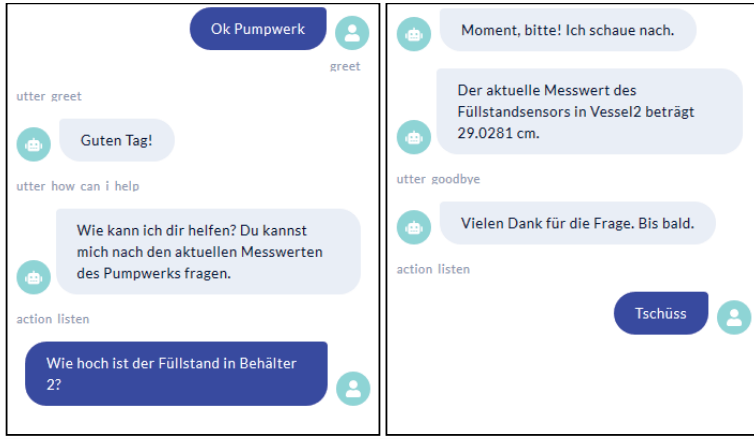 Ok Pumpwerk
greet
utter greet
Guten Tag!
utter how can i help
Wie kann ich dir helfen? Du kannst
mich nach den aktuellen Messwerten
des Pumpwerks fragen.
action listen
Wie hoch ist der Füllstand in Behälter
2?
Moment, bitte! Ich schaue nach.
Der aktuelle Messwert des
Füllstandsensors in Vessel2 beträgt
29.0281 cm.
utter goodbye
Vielen Dank für die Frage. Bis bald.
action listen
Tschüss